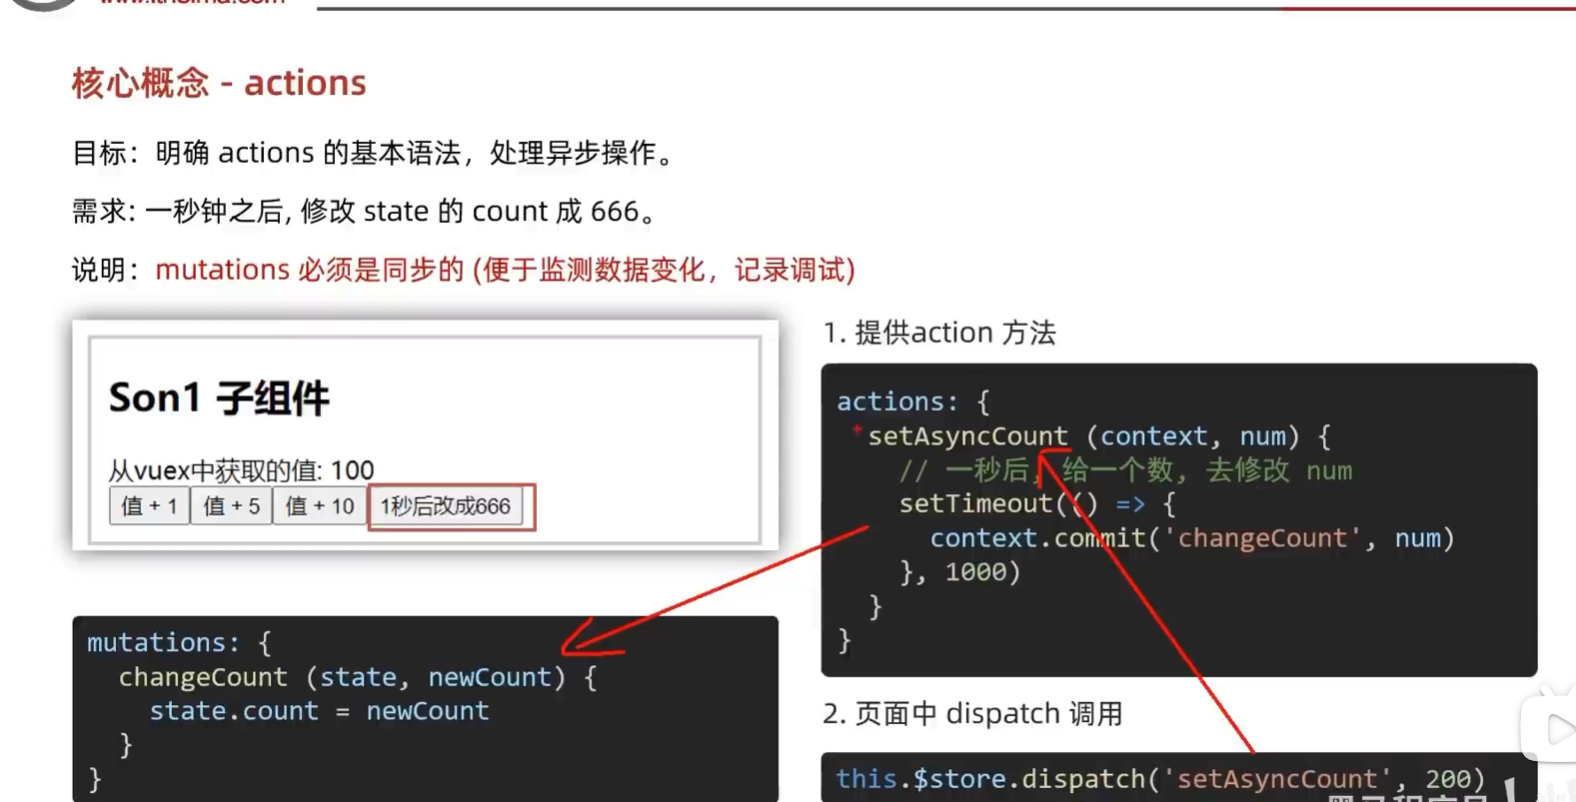 核心概念 - actions
目标：明确 actions 的基本语法，处理异步操作。
需求: 一秒钟之后, 修改 state 的 count 成 666。
说明：mutations 必须是同步的 (便于监测数据变化，记录调试)
Son1 子组件
从vuex中获取的值: 100
值 + 1 值 + 5 值 + 10 1秒后改成666
mutations: {
changeCount (state, newCount) {
state.count = newCount
}
}
1. 提供action 方法
actions: {
setAsyncCount (context, num) {
// 一秒后, 给一个数, 去修改 num
setTimeout(() => {
context.commit('changeCount', num)
}, 1000)
}
}
2. 页面中 dispatch 调用
this.$store.dispatch('setAsyncCount', 200)